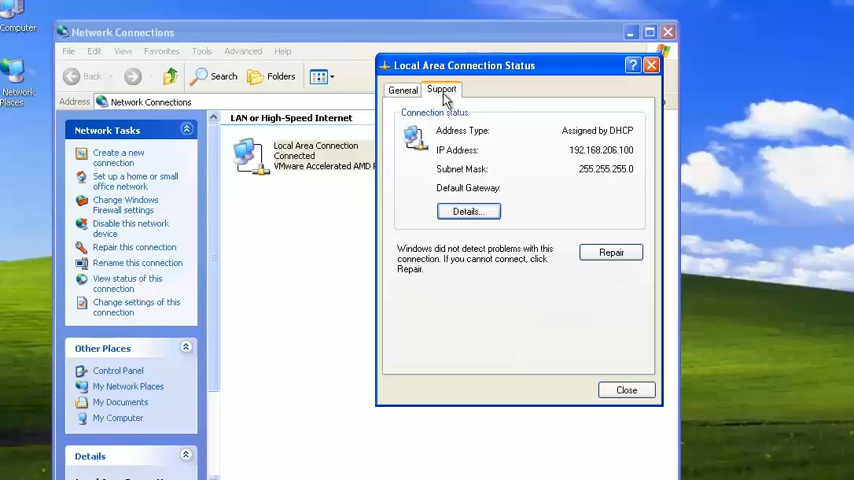 Computer
Network
Places
Network Connections
File Edit View Favorites Tools Advanced Help
Back Search Folders
Address Network Connections
Network Tasks
Create a new
connection
Set up a home or small
office network
Change Windows
Firewall settings
Disable this network
device
Repair this connection
Rename this connection
View status of this
connection
Change settings of this
connection
Other Places
Control Panel
My Network Places
My Documents
My Computer
Details
LAN or High-Speed Internet
Local Area Connection
Connected
VMware Accelerated AMD
Local Area Connection Status
General Support
Connection status
Address Type: Assigned by DHCP
IP Address: 192.168.206.100
Subnet Mask: 255.255.255.0
Default Gateway:
Details...
Windows did not detect problems with this
connection. If you cannot connect, click
Repair.
Repair
Close